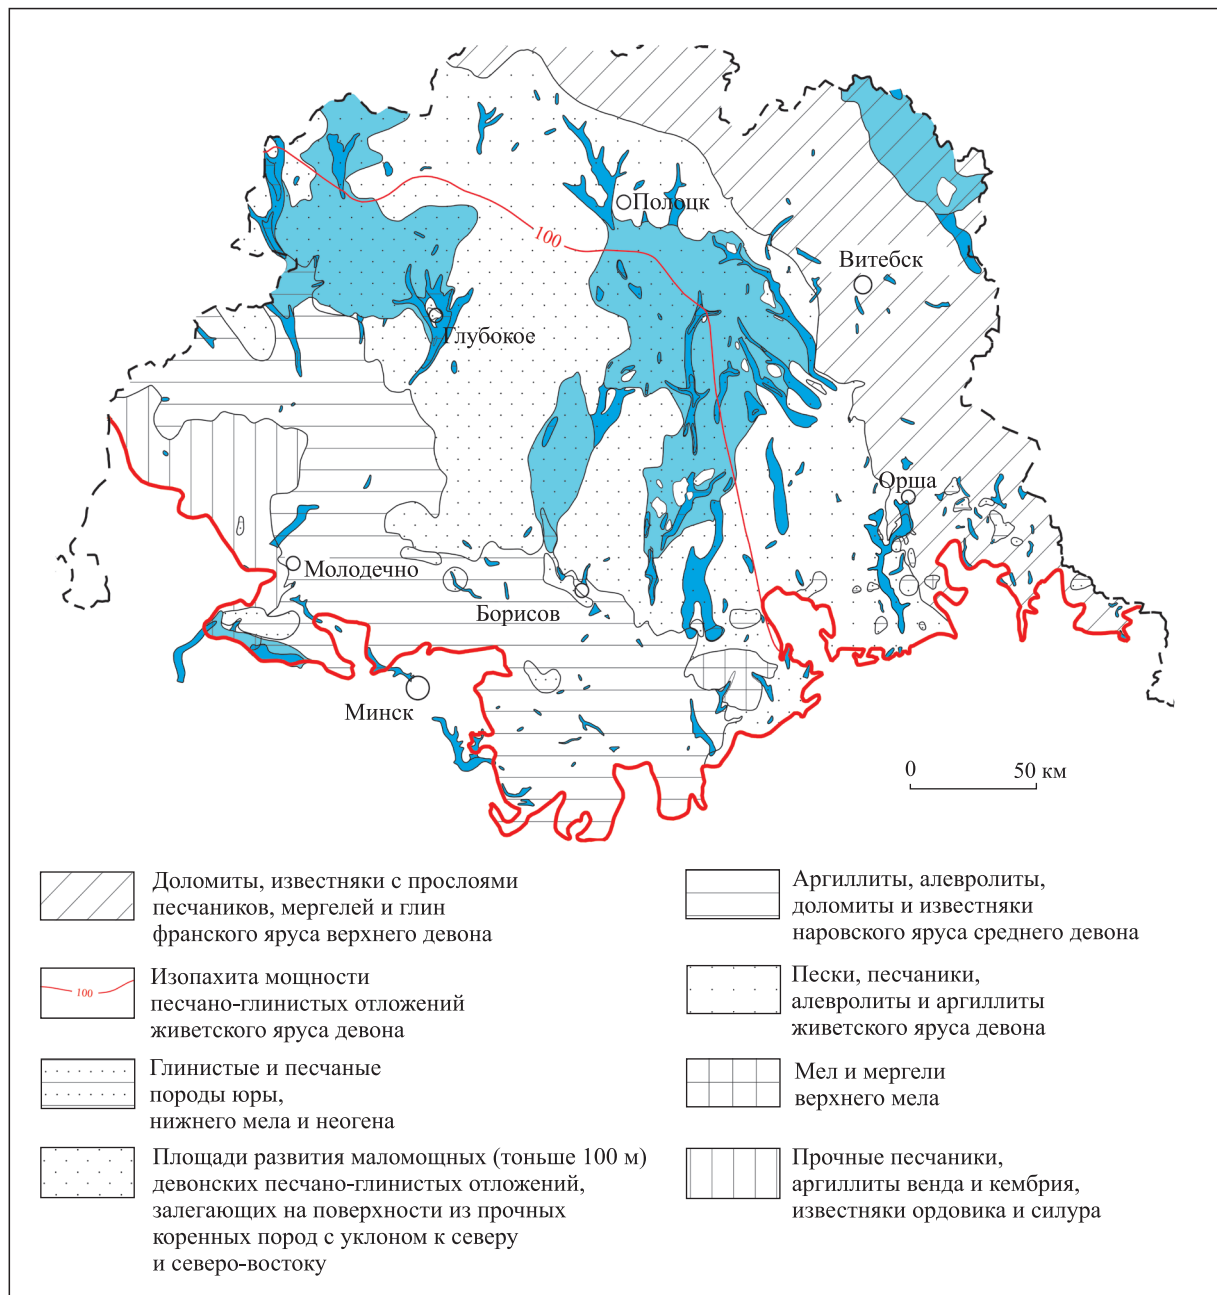 Полоцк
100
Витебск
Глубокое
Орша
Молодечно
Борисов
Минск
0 50 км
Доломиты, известняки с прослоями
песчаников, мергелей и глин
франского яруса верхнего девона
Изопахита мощности
песчано-глинистых отложений
живетского яруса девона
100
Глинистые и песчаные
породы юры,
нижнего мела и неогена
Площади развития маломощных (тоньше 100 м)
девонских песчано-глинистых отложений,
залегающих на поверхности из прочных
коренных пород с уклоном к северу
и северо-востоку
Аргиллиты, алевролиты,
доломиты и известняки
наровского яруса среднего девона
Пески, песчаники,
алевролиты и аргиллиты
живетского яруса девона
Мел и мергели
верхнего мела
Прочные песчаники,
аргиллиты венда и кембрия,
известняки ордовика и силура